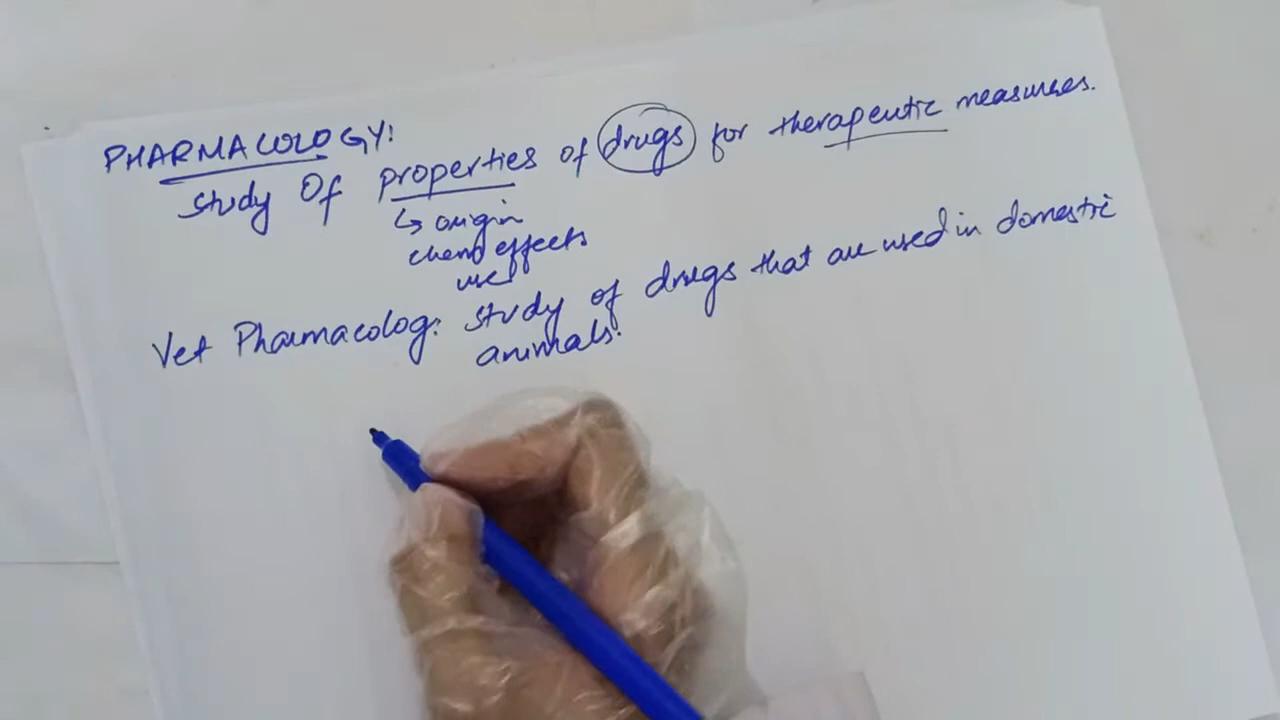 PHARMACOLOGY:
study Of properties of drugs for therapeutic measures.
↳ origin
chem effects
uses
Vet Pharmacolog: study of drugs that are used in domestic
animals.